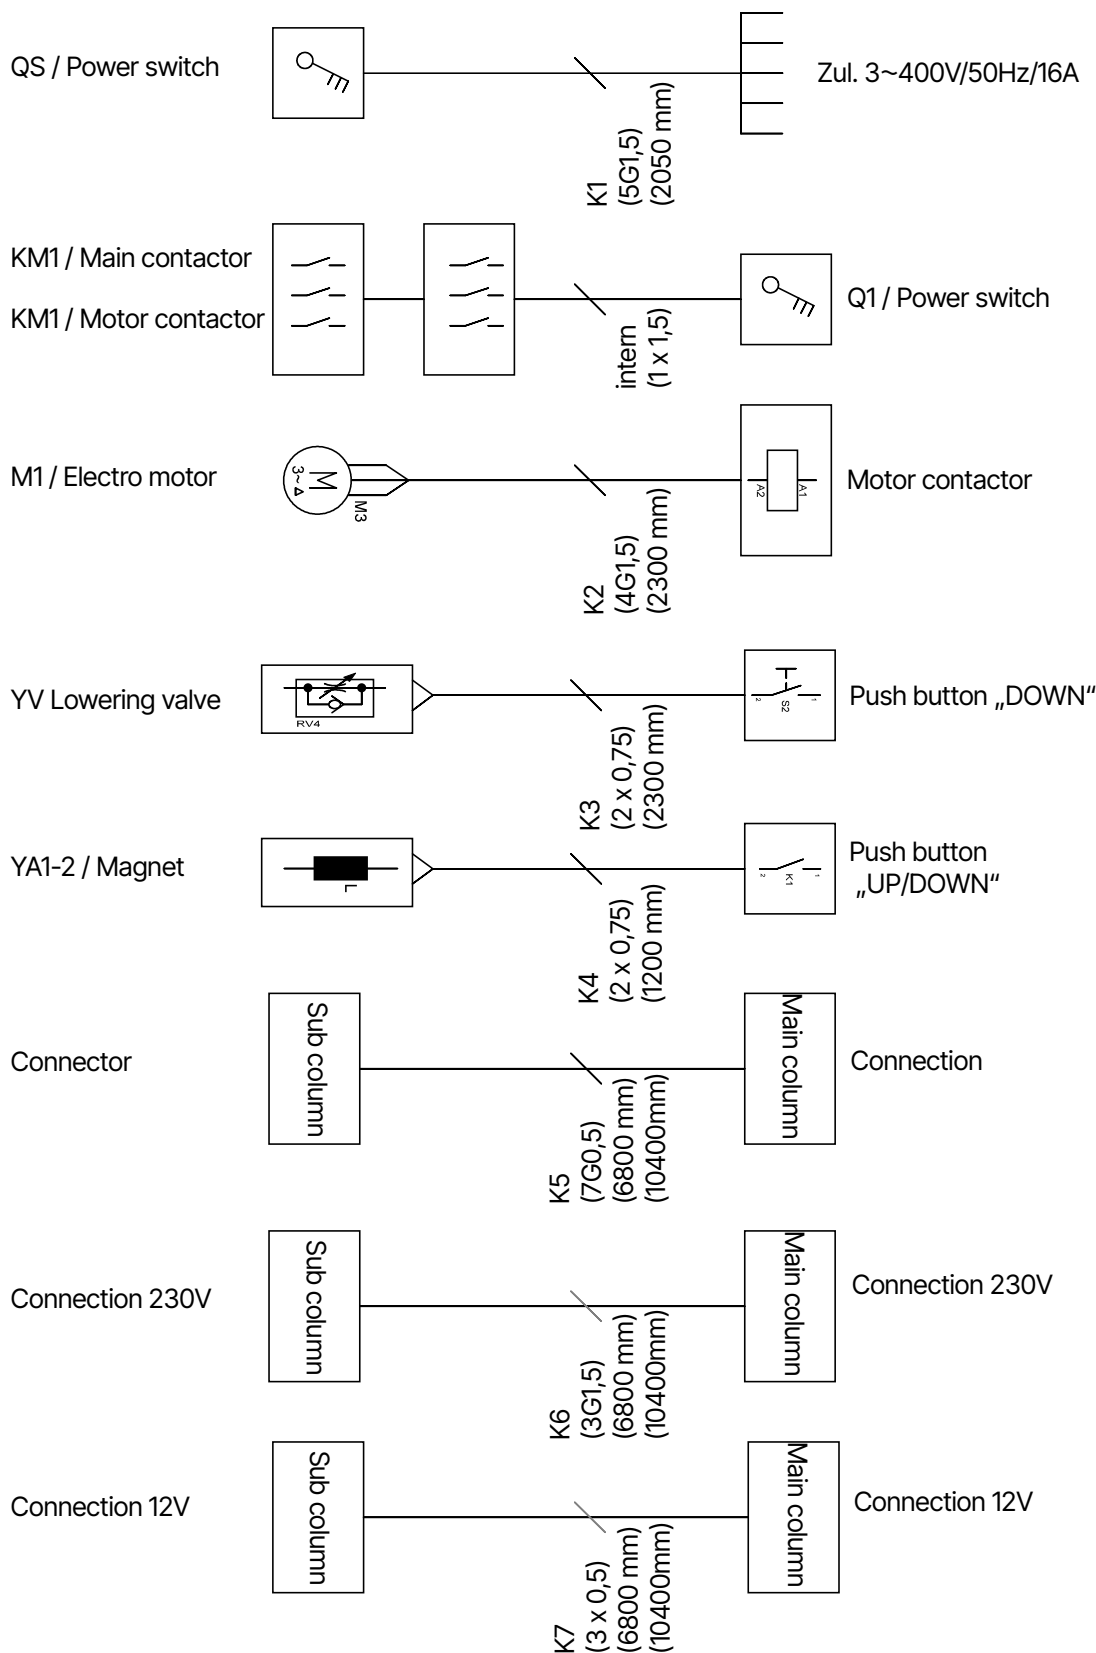 QS / Power switch
K1
(5G1,5)
(2050 mm)
Zul. 3~400V/50Hz/16A
KM1 / Main contactor
KM1 / Motor contactor
intern
(1 x 1,5)
Q1 / Power switch
M1 / Electro motor
M
3~
M3
K2
(4G1,5)
(2300 mm)
A2
A1
Motor contactor
YV Lowering valve
RV4
K3
(2 x 0,75)
(2300 mm)
2
S2
1
Push button „DOWN“
YA1-2 / Magnet
L
K4
(2 x 0,75)
(1200 mm)
2
K1
1
Push button
„UP/DOWN“
Connector
Sub column
K5
(7G0,5)
(6800 mm)
(10400mm)
Main column
Connection
Connection 230V
Sub column
K6
(3G1,5)
(6800 mm)
(10400mm)
Main column
Connection 230V
Connection 12V
Sub column
K7
(3 x 0,5)
(6800 mm)
(10400mm)
Main column
Connection 12V